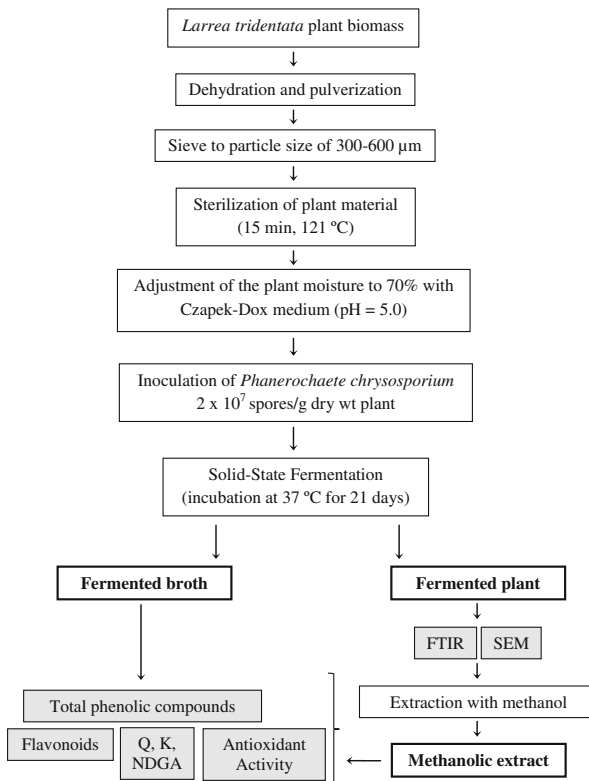 Larrea tridentata plant biomass
Dehydration and pulverization
Sieve to particle size of 300-600 µm
Sterilization of plant material
(15 min, 121 ºC)
Adjustment of the plant moisture to 70% with
Czapek-Dox medium (pH = 5.0)
Inoculation of Phanerochaete chrysosporium
2 x 10⁷ spores/g dry wt plant
Solid-State Fermentation
(incubation at 37 ºC for 21 days)
Fermented broth
Fermented plant
FTIR
SEM
Extraction with methanol
Methanolic extract
Total phenolic compounds
Flavonoids
Q, K,
NDGA
Antioxidant
Activity